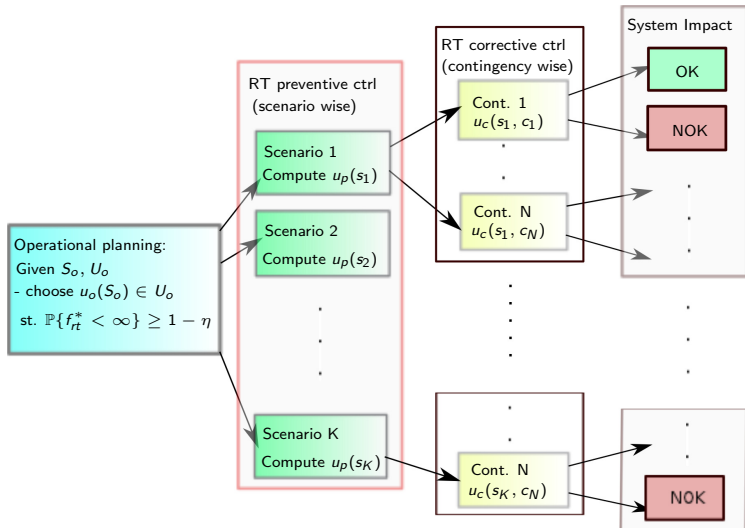 System Impact
RT corrective ctrl
(contingency wise)
RT preventive ctrl
(scenario wise)
OK
NOK
Cont. 1
u_c(s_1, c_1)
Scenario 1
Compute u_p(s_1)
Cont. N
u_c(s_1, c_N)
Scenario 2
Compute u_p(s_2)
Operational planning:
Given S_o, U_o
- choose u_o(S_o) ∈ U_o
st. ℙ{f*_{rt} < ∞} ≥ 1 − η
Scenario K
Compute u_p(s_K)
Cont. N
u_c(s_K, c_N)
NOK